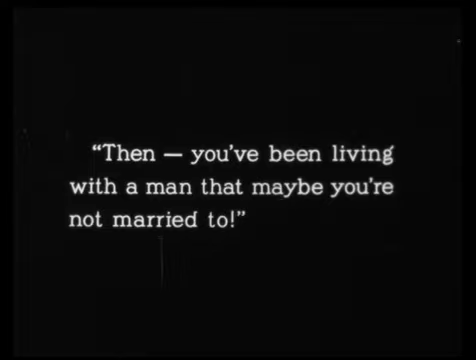 “Then — you’ve been living
with a man that maybe you’re
not married to!”